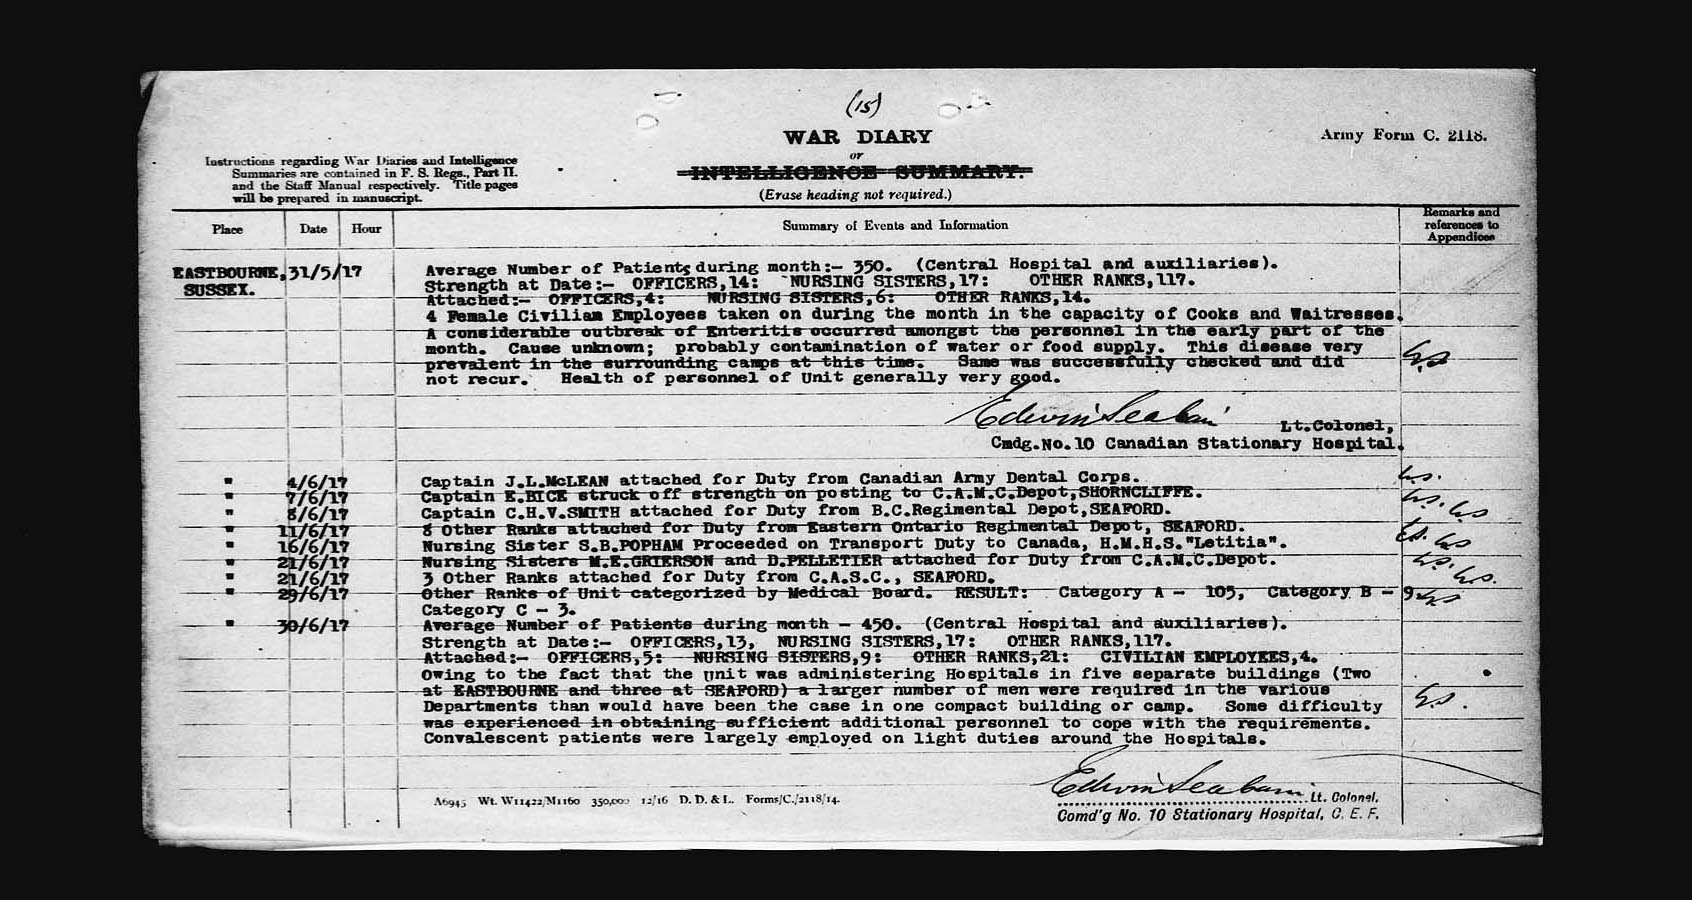 (15)
WAR DIARY
or
INTELLIGENCE SUMMARY.
(Erase heading not required.)
Army Form C. 2118.
Instructions regarding War Diaries and Intelligence
Summaries are contained in F. S. Regs., Part II.
and the Staff Manual respectively. Title pages
will be prepared in manuscript.
Place Date Hour Summary of Events and Information Remarks and
references to
Appendices
EASTBOURNE, 31/5/17 Average Number of Patients during month:- 350. (Central Hospital and auxiliaries).
SUSSEX. Strength at Date:- OFFICERS,14: NURSING SISTERS,17: OTHER RANKS,117.
Attached:- OFFICERS,4: NURSING SISTERS,6: OTHER RANKS,14.
4 Female Civilian Employees taken on during the month in the capacity of Cooks and Waitresses.
A considerable outbreak of Enteritis occurred amongst the personnel in the early part of the
month. Cause unknown; probably contamination of water or food supply. This disease very
prevalent in the surrounding camps at this time. Same was successfully checked and did
not recur. Health of personnel of Unit generally very good.
Edwin Seaborn Lt.Colonel,
Cmdg.No.10 Canadian Stationary Hospital.
" 4/6/17 Captain J.L.McLEAN attached for Duty from Canadian Army Dental Corps.
" 7/6/17 Captain E.BICE struck off strength on posting to C.A.M.C.Depot,SHORNCLIFFE.
" 8/6/17 Captain C.H.V.SMITH attached for Duty from B.C.Regimental Depot,SEAFORD.
" 11/6/17 8 Other Ranks attached for Duty from Eastern Ontario Regimental Depot, SEAFORD.
" 16/6/17 Nursing Sister S.B.POPHAM Proceeded on Transport Duty to Canada, H.M.H.S."Letitia".
" 21/6/17 Nursing Sisters M.E.GRIERSON and D.PELLETIER attached for Duty from C.A.M.C.Depot.
" 21/6/17 3 Other Ranks attached for Duty from C.A.S.C., SEAFORD.
" 29/6/17 Other Ranks of Unit categorized by Medical Board. RESULT: Category A - 105, Category B - 9.
Category C - 3.
" 30/6/17 Average Number of Patients during month - 450. (Central Hospital and auxiliaries).
Strength at Date:- OFFICERS,13, NURSING SISTERS,17: OTHER RANKS,117.
Attached:- OFFICERS,5: NURSING SISTERS,9: OTHER RANKS,21: CIVILIAN EMPLOYEES,4.
Owing to the fact that the unit was administering Hospitals in five separate buildings (Two
at EASTBOURNE and three at SEAFORD) a larger number of men were required in the various
Departments than would have been the case in one compact building or camp. Some difficulty
was experienced in obtaining sufficient additional personnel to cope with the requirements.
Convalescent patients were largely employed on light duties around the Hospitals.
Edwin Seaborn Lt. Colonel,
Comd'g No. 10 Stationary Hospital, C. E. F.
A6945 Wt. W11422/M1160 350,000 12/16 D. D. & L. Forms/C./2118/14.